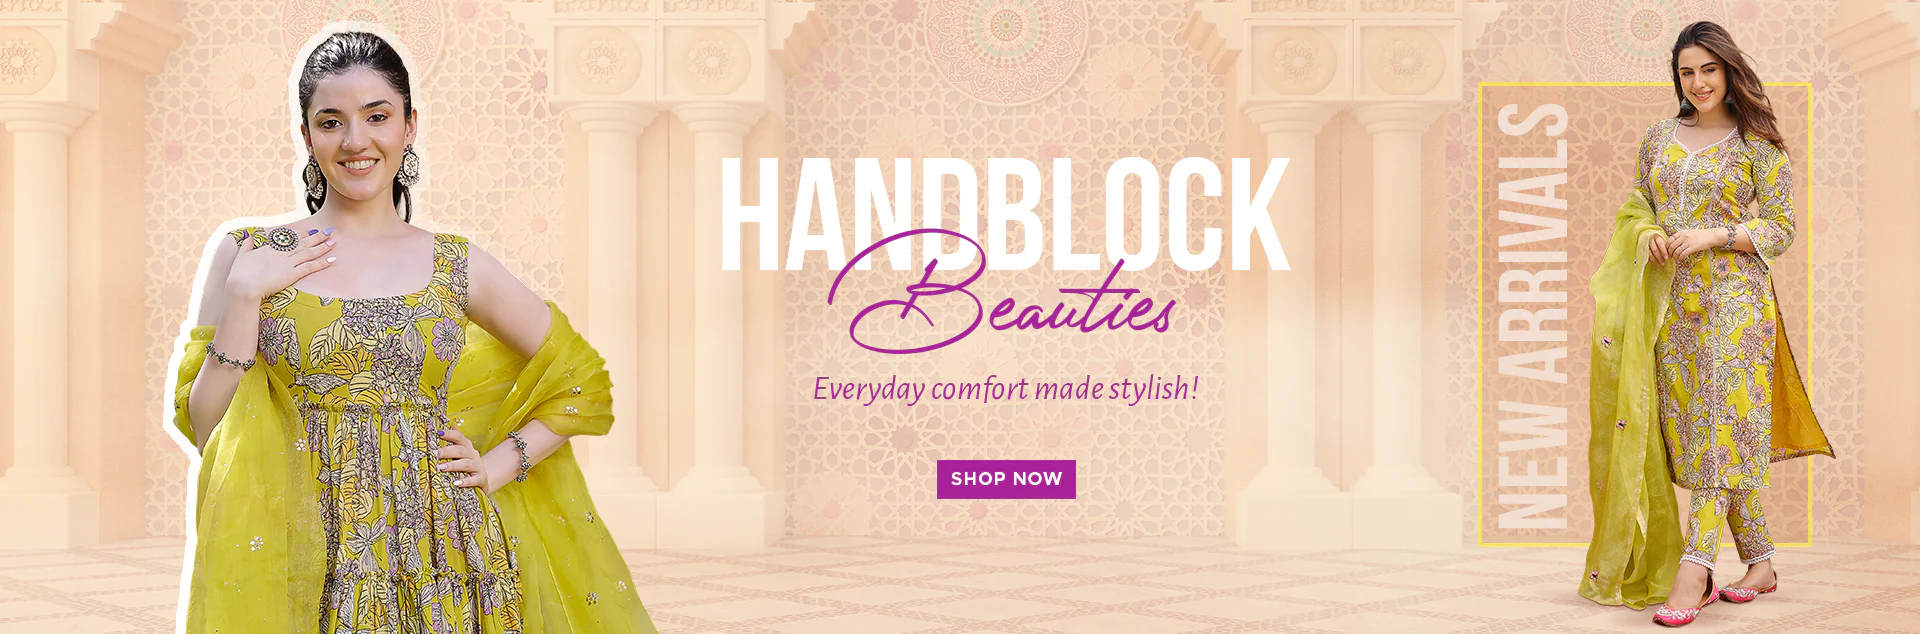 HANDBLOCK
Beauties
Everyday comfort made stylish!
SHOP NOW
NEW ARRIVALS